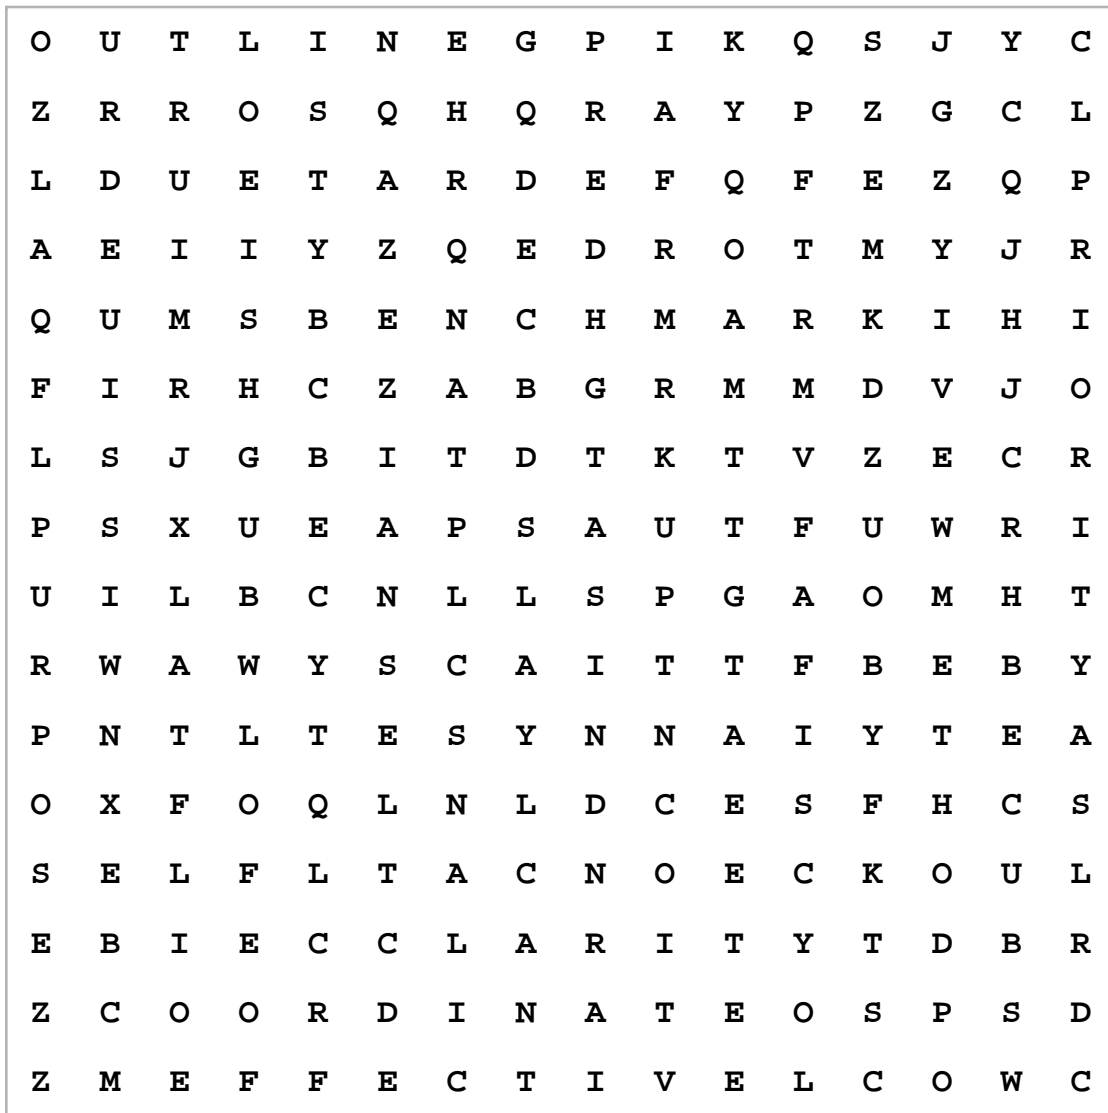 O U T L I N E G P I K Q S J Y C
Z R R O S Q H Q R A Y P Z G C L
L D U E T A R D E F Q F E Z Q P
A E I I Y Z Q E D R O T M Y J R
Q U M S B E N C H M A R K I H I
F I R H C Z A B G R M M D V J O
L S J G B I T D T K T V Z E C R
P S X U E A P S A U T F U W R I
U I L B C N L L S P G A O M H T
R W A W Y S C A I T T F B E B Y
P N T L T E S Y N N A I Y T E A
O X F O Q L N L D C E S F H C S
S E L F L T A C N O E C K O U L
E B I E C C L A R I T Y T D B R
Z C O O R D I N A T E O S P S D
Z M E F F E C T I V E L C O W C